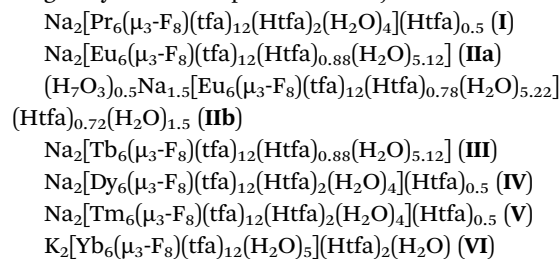 Na₂[Pr₆(μ₃-F₈)(tfa)₁₂(Htfa)₂(H₂O)₄](Htfa)₀.₅ (I)
Na₂[Eu₆(μ₃-F₈)(tfa)₁₂(Htfa)₀.₈₈(H₂O)₅.₁₂] (IIa)
(H₇O₃)₀.₅Na₁.₅[Eu₆(μ₃-F₈)(tfa)₁₂(Htfa)₀.₇₈(H₂O)₅.₂₂]
(Htfa)₀.₇₂(H₂O)₁.₅ (IIb)
Na₂[Tb₆(μ₃-F₈)(tfa)₁₂(Htfa)₀.₈₈(H₂O)₅.₁₂] (III)
Na₂[Dy₆(μ₃-F₈)(tfa)₁₂(Htfa)₂(H₂O)₄](Htfa)₀.₅ (IV)
Na₂[Tm₆(μ₃-F₈)(tfa)₁₂(Htfa)₂(H₂O)₄](Htfa)₀.₅ (V)
K₂[Yb₆(μ₃-F₈)(tfa)₁₂(H₂O)₅](Htfa)₂(H₂O) (VI)